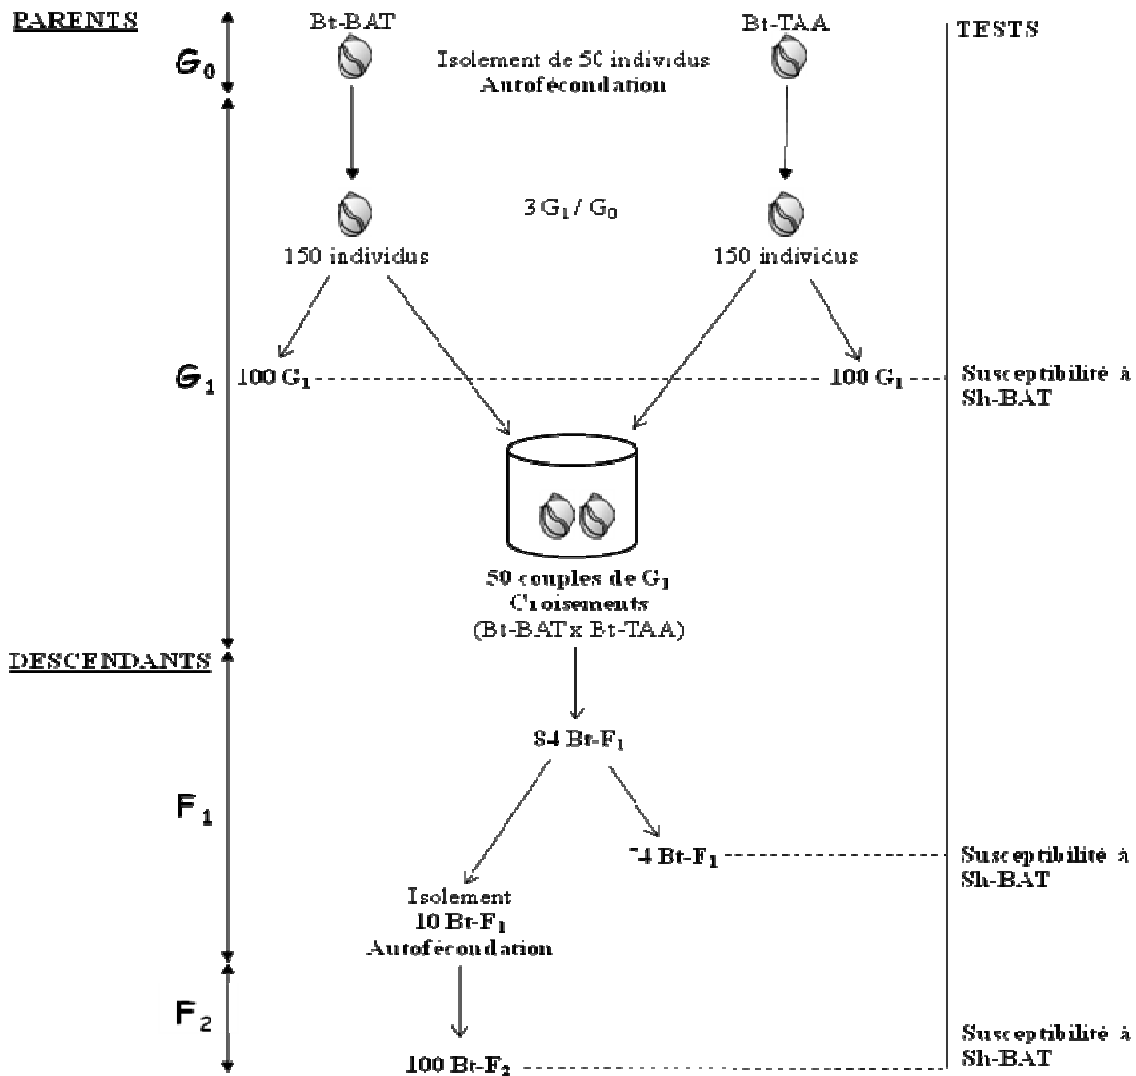 PARENTS
Bt-BAT
Bt-TAA
TESTS
G0
Isolement de 50 individus
Autofécondation
3 G1 / G0
150 individus
150 individus
G1
100 G1
100 G1
Susceptibilité à
Sh-BAT
50 couples de G1
Croisements
(Bt-BAT x Bt-TAA)
DESCENDANTS
84 Bt-F1
F1
74 Bt-F1
Susceptibilité à
Sh-BAT
Isolement
10 Bt-F1
Autofécondation
F2
100 Bt-F2
Susceptibilité à
Sh-BAT